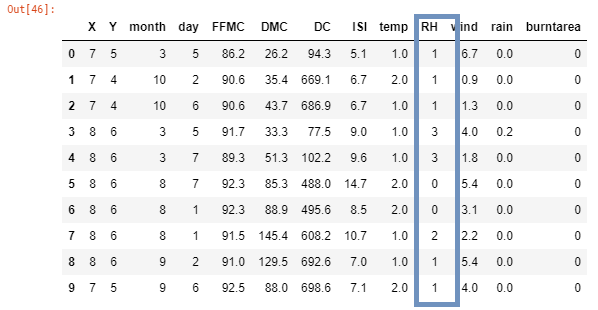 Out[46]:
X Y month day FFMC DMC DC ISI temp RH wind rain burntarea
0 7 5 3 5 86.2 26.2 94.3 5.1 1.0 1 6.7 0.0 0
1 7 4 10 2 90.6 35.4 669.1 6.7 2.0 1 0.9 0.0 0
2 7 4 10 6 90.6 43.7 686.9 6.7 1.0 1 1.3 0.0 0
3 8 6 3 5 91.7 33.3 77.5 9.0 1.0 3 4.0 0.2 0
4 8 6 3 7 89.3 51.3 102.2 9.6 1.0 3 1.8 0.0 0
5 8 6 8 7 92.3 85.3 488.0 14.7 2.0 0 5.4 0.0 0
6 8 6 8 1 92.3 88.9 495.6 8.5 2.0 0 3.1 0.0 0
7 8 6 8 1 91.5 145.4 608.2 10.7 1.0 2 2.2 0.0 0
8 8 6 9 2 91.0 129.5 692.6 7.0 1.0 1 5.4 0.0 0
9 7 5 9 6 92.5 88.0 698.6 7.1 2.0 1 4.0 0.0 0